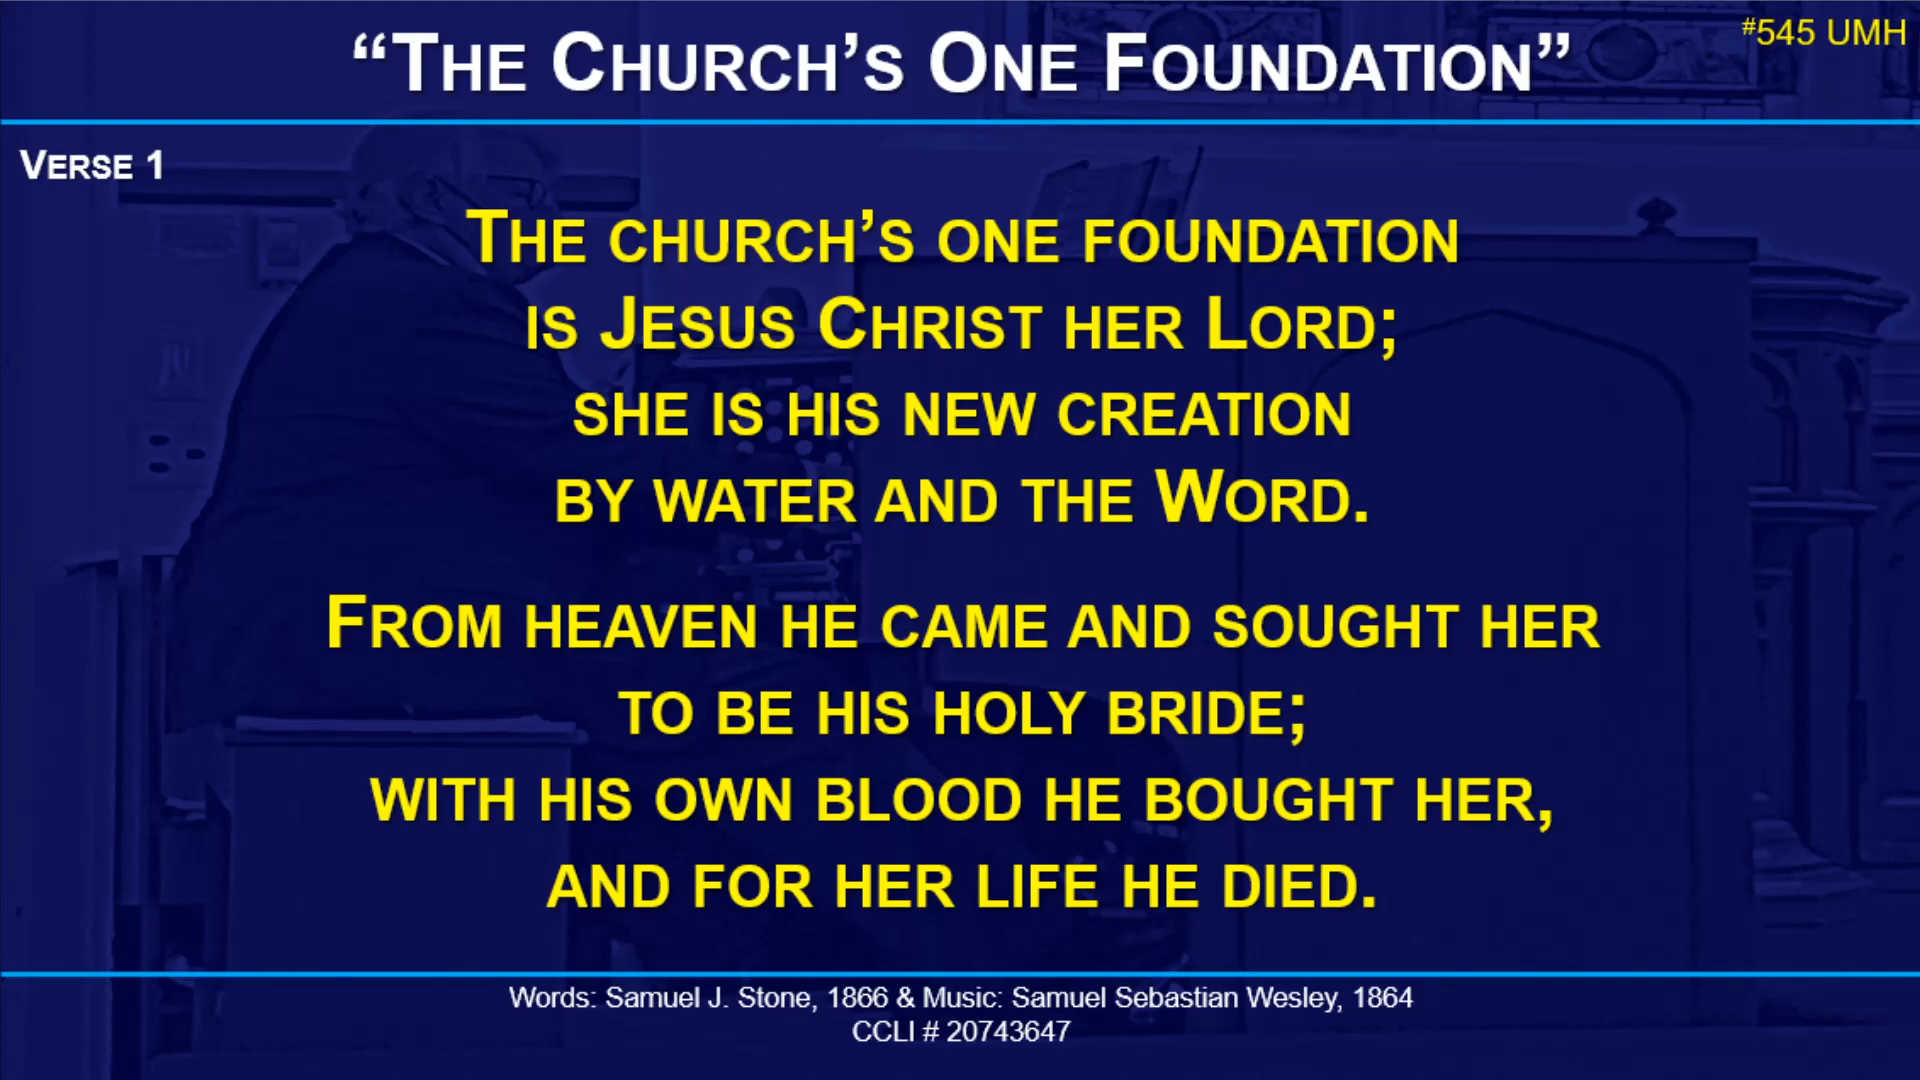 “The Church’s One Foundation”
#545 UMH
Verse 1
The church’s one foundation
is Jesus Christ her Lord;
she is his new creation
by water and the Word.
From heaven he came and sought her
to be his holy bride;
with his own blood he bought her,
and for her life he died.
Words: Samuel J. Stone, 1866 & Music: Samuel Sebastian Wesley, 1864
CCLI # 20743647